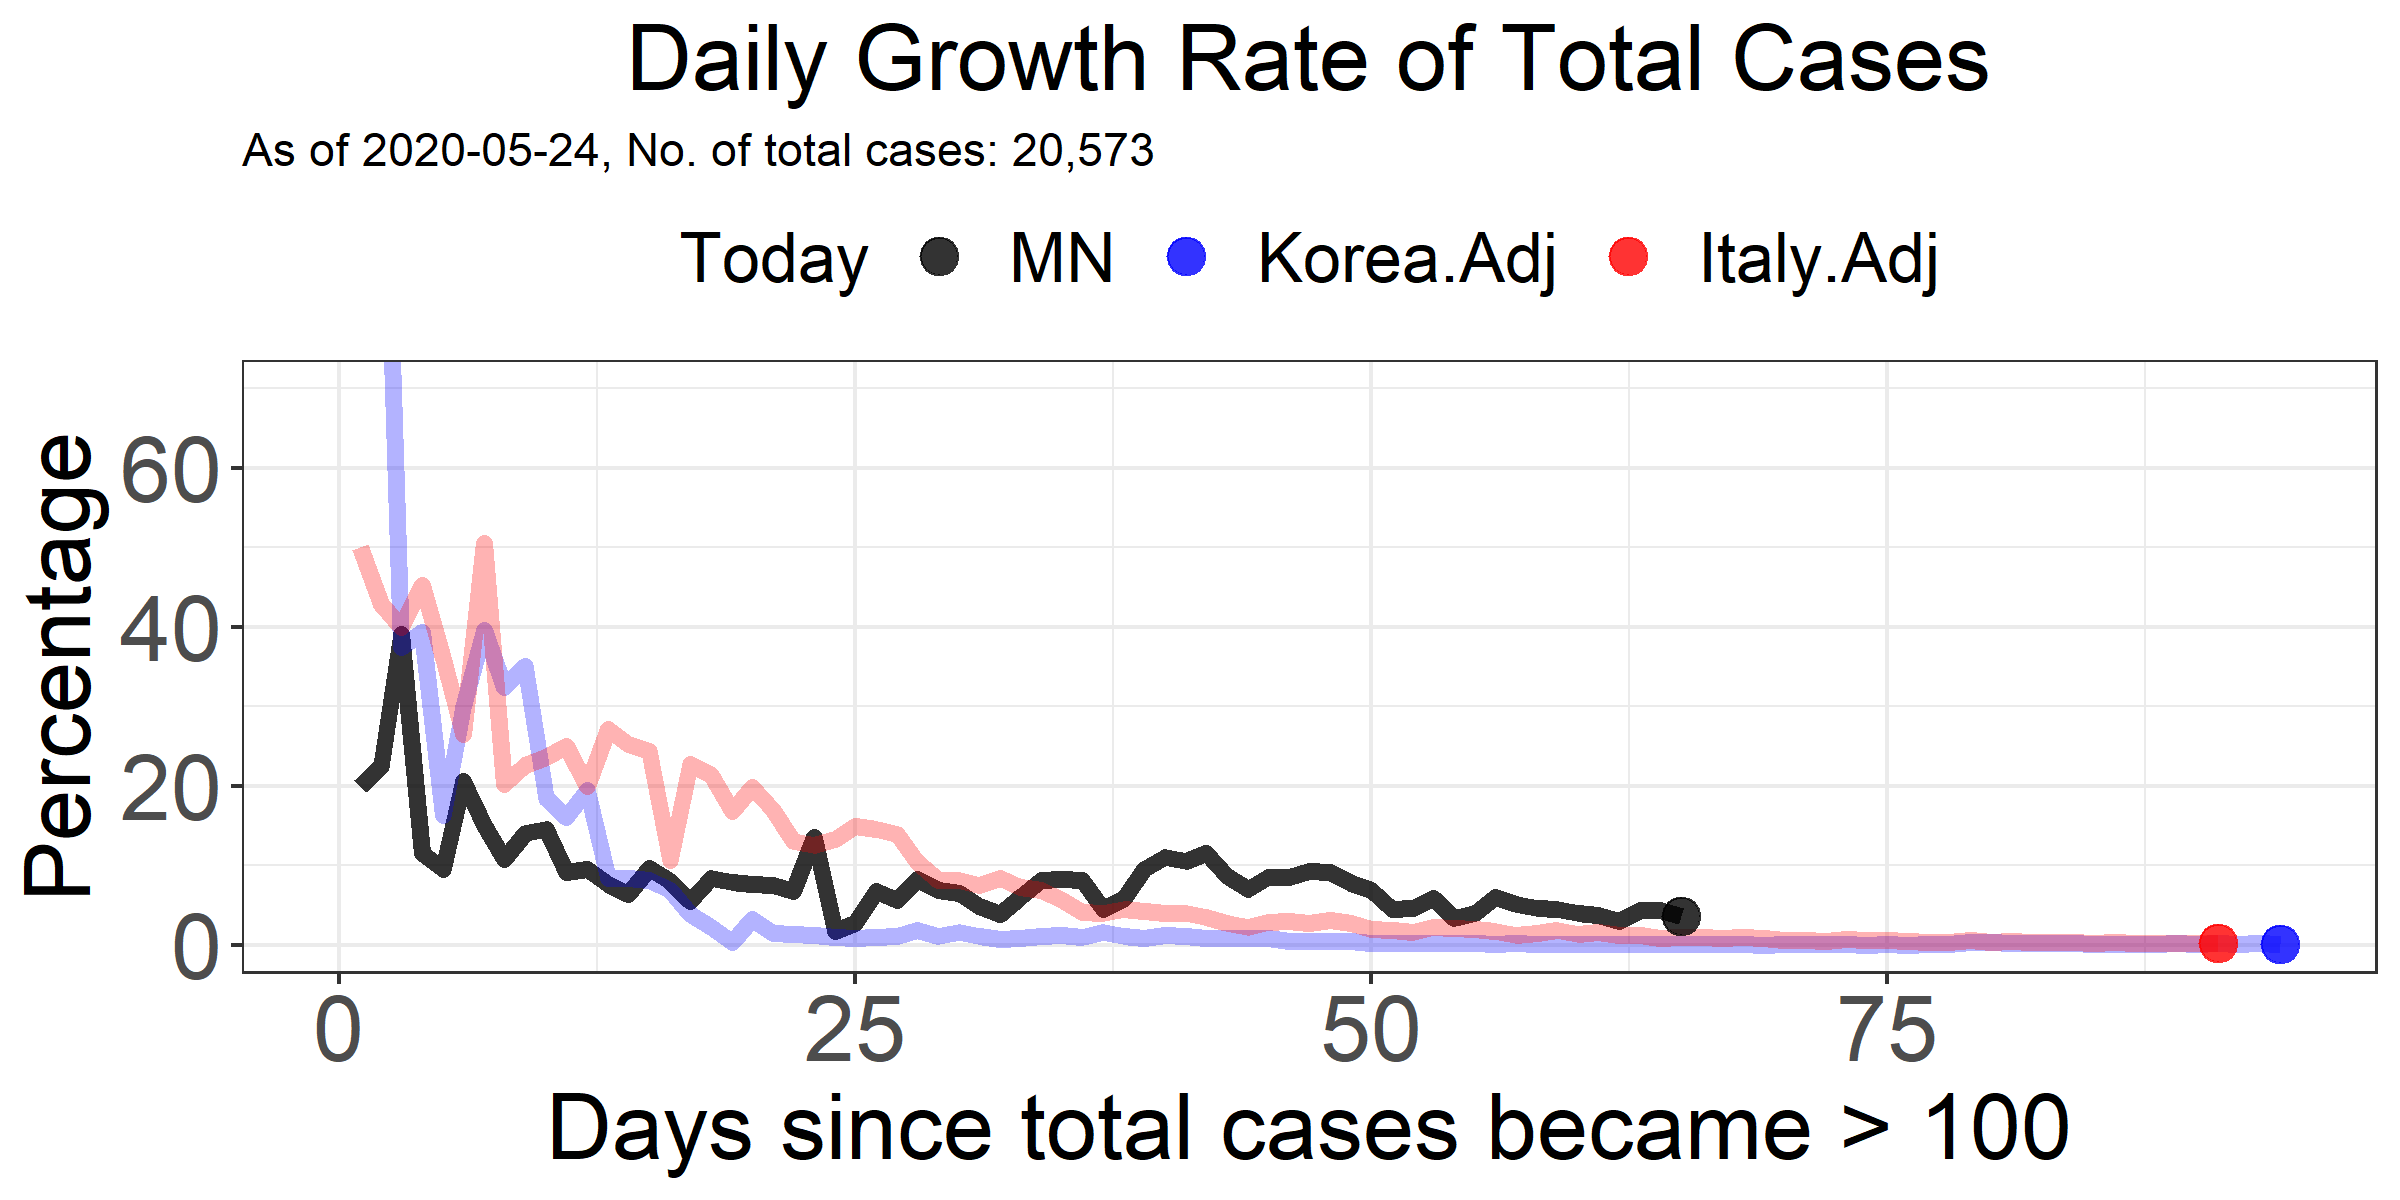 Daily Growth Rate of Total Cases
As of 2020-05-24, No. of total cases: 20,573
Today MN Korea.Adj Italy.Adj
Percentage
60
40
20
0
0 25 50 75
Days since total cases became > 100